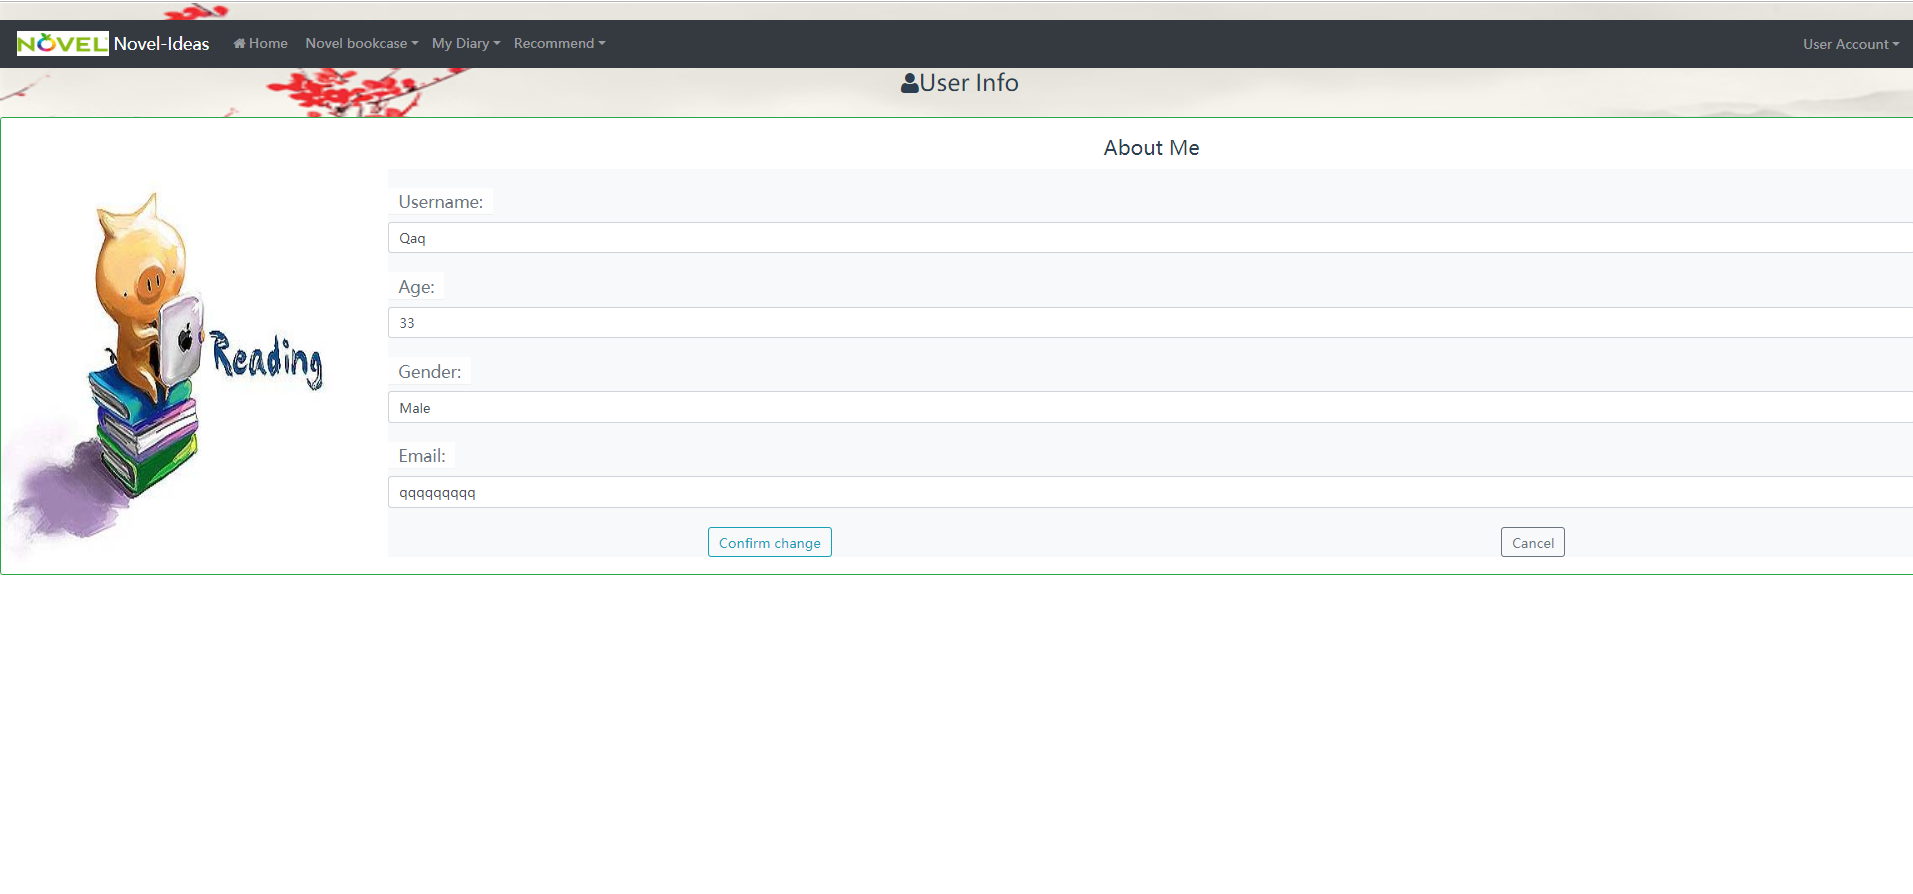 NOVEL Novel-Ideas Home Novel bookcase My Diary Recommend User Account
User Info
About Me
Username:
Qaq
Age:
33
Reading
Gender:
Male
Email:
qqqqqqqqq
Confirm change Cancel